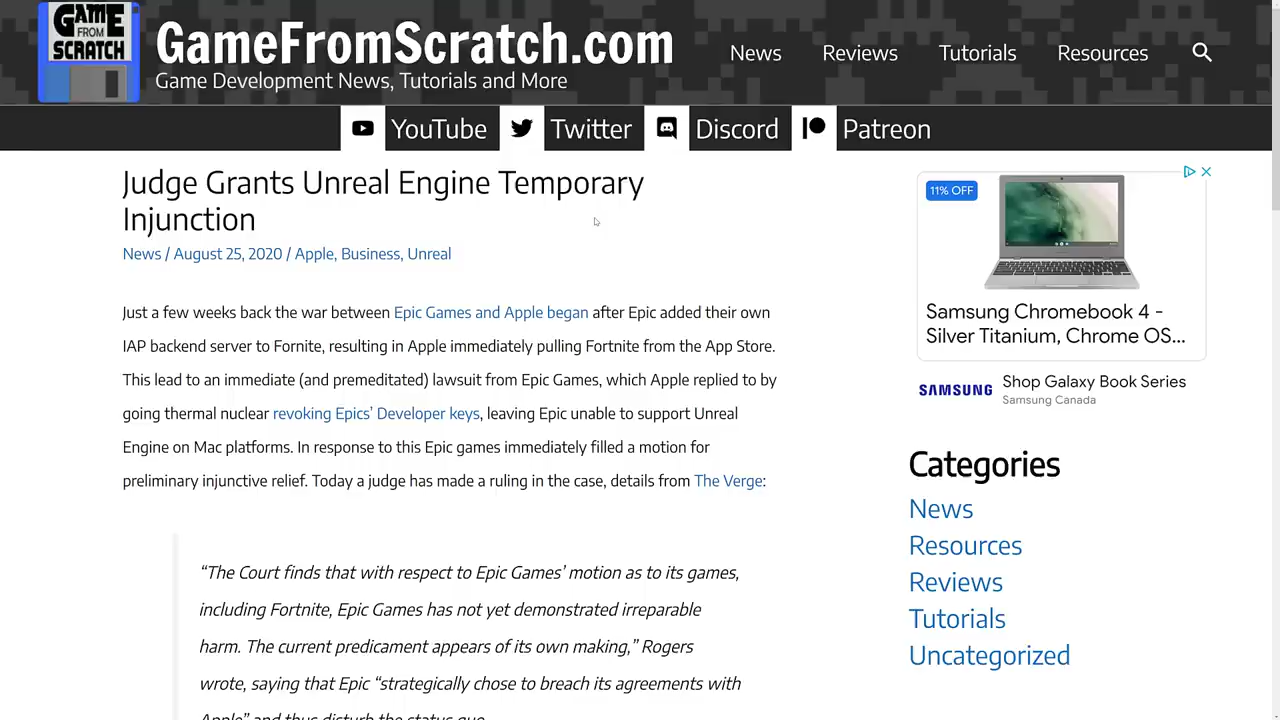 GAME
FROM
SCRATCH
GameFromScratch.com
Game Development News, Tutorials and More
News
Reviews
Tutorials
Resources
YouTube
Twitter
Discord
Patreon
Judge Grants Unreal Engine Temporary
Injunction
News / August 25, 2020 / Apple, Business, Unreal
Just a few weeks back the war between Epic Games and Apple began after Epic added their own
IAP backend server to Fornite, resulting in Apple immediately pulling Fortnite from the App Store.
This lead to an immediate (and premeditated) lawsuit from Epic Games, which Apple replied to by
going thermal nuclear revoking Epics’ Developer keys, leaving Epic unable to support Unreal
Engine on Mac platforms. In response to this Epic games immediately filled a motion for
preliminary injunctive relief. Today a judge has made a ruling in the case, details from The Verge:
“The Court finds that with respect to Epic Games’ motion as to its games,
including Fortnite, Epic Games has not yet demonstrated irreparable
harm. The current predicament appears of its own making,” Rogers
wrote, saying that Epic “strategically chose to breach its agreements with
Apple” and thus disturb the status quo.
11% OFF
Samsung Chromebook 4 -
Silver Titanium, Chrome OS...
SAMSUNG
Shop Galaxy Book Series
Samsung Canada
Categories
News
Resources
Reviews
Tutorials
Uncategorized